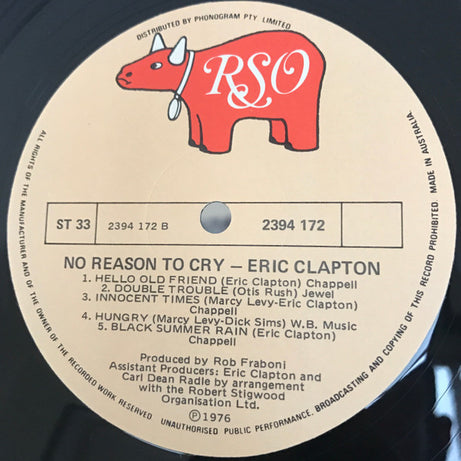 DISTRIBUTED BY PHONOGRAM PTY LIMITED
RSO
ST 33
2394 172 B
2394 172
NO REASON TO CRY – ERIC CLAPTON
1. HELLO OLD FRIEND (Eric Clapton) Chappell
2. DOUBLE TROUBLE (Otis Rush) Jewel
3. INNOCENT TIMES (Marcy Levy-Eric Clapton)
Chappell
4. HUNGRY (Marcy Levy-Dick Sims) W.B. Music
5. BLACK SUMMER RAIN (Eric Clapton)
Chappell
Produced by Rob Fraboni
Assistant Producers: Eric Clapton and
Carl Dean Radle by arrangement
with the Robert Stigwood
Organisation Ltd.
Ⓟ1976
ALL RIGHTS OF THE MANUFACTURER AND OF THE OWNER OF THE RECORDED WORK RESERVED UNAUTHORISED PUBLIC PERFORMANCE, BROADCASTING AND COPYING OF THIS RECORD PROHIBITED MADE IN AUSTRALIA.